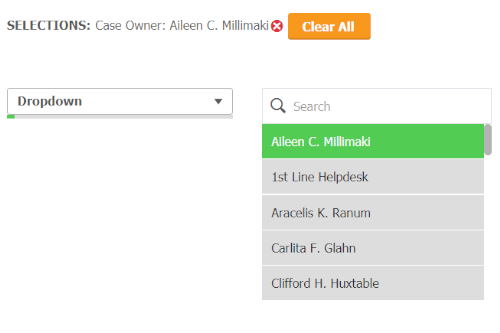 SELECTIONS: Case Owner: Aileen C. Millimaki Clear All
Dropdown
Search
Aileen C. Millimaki
1st Line Helpdesk
Aracelis K. Ranum
Carlita F. Glahn
Clifford H. Huxtable